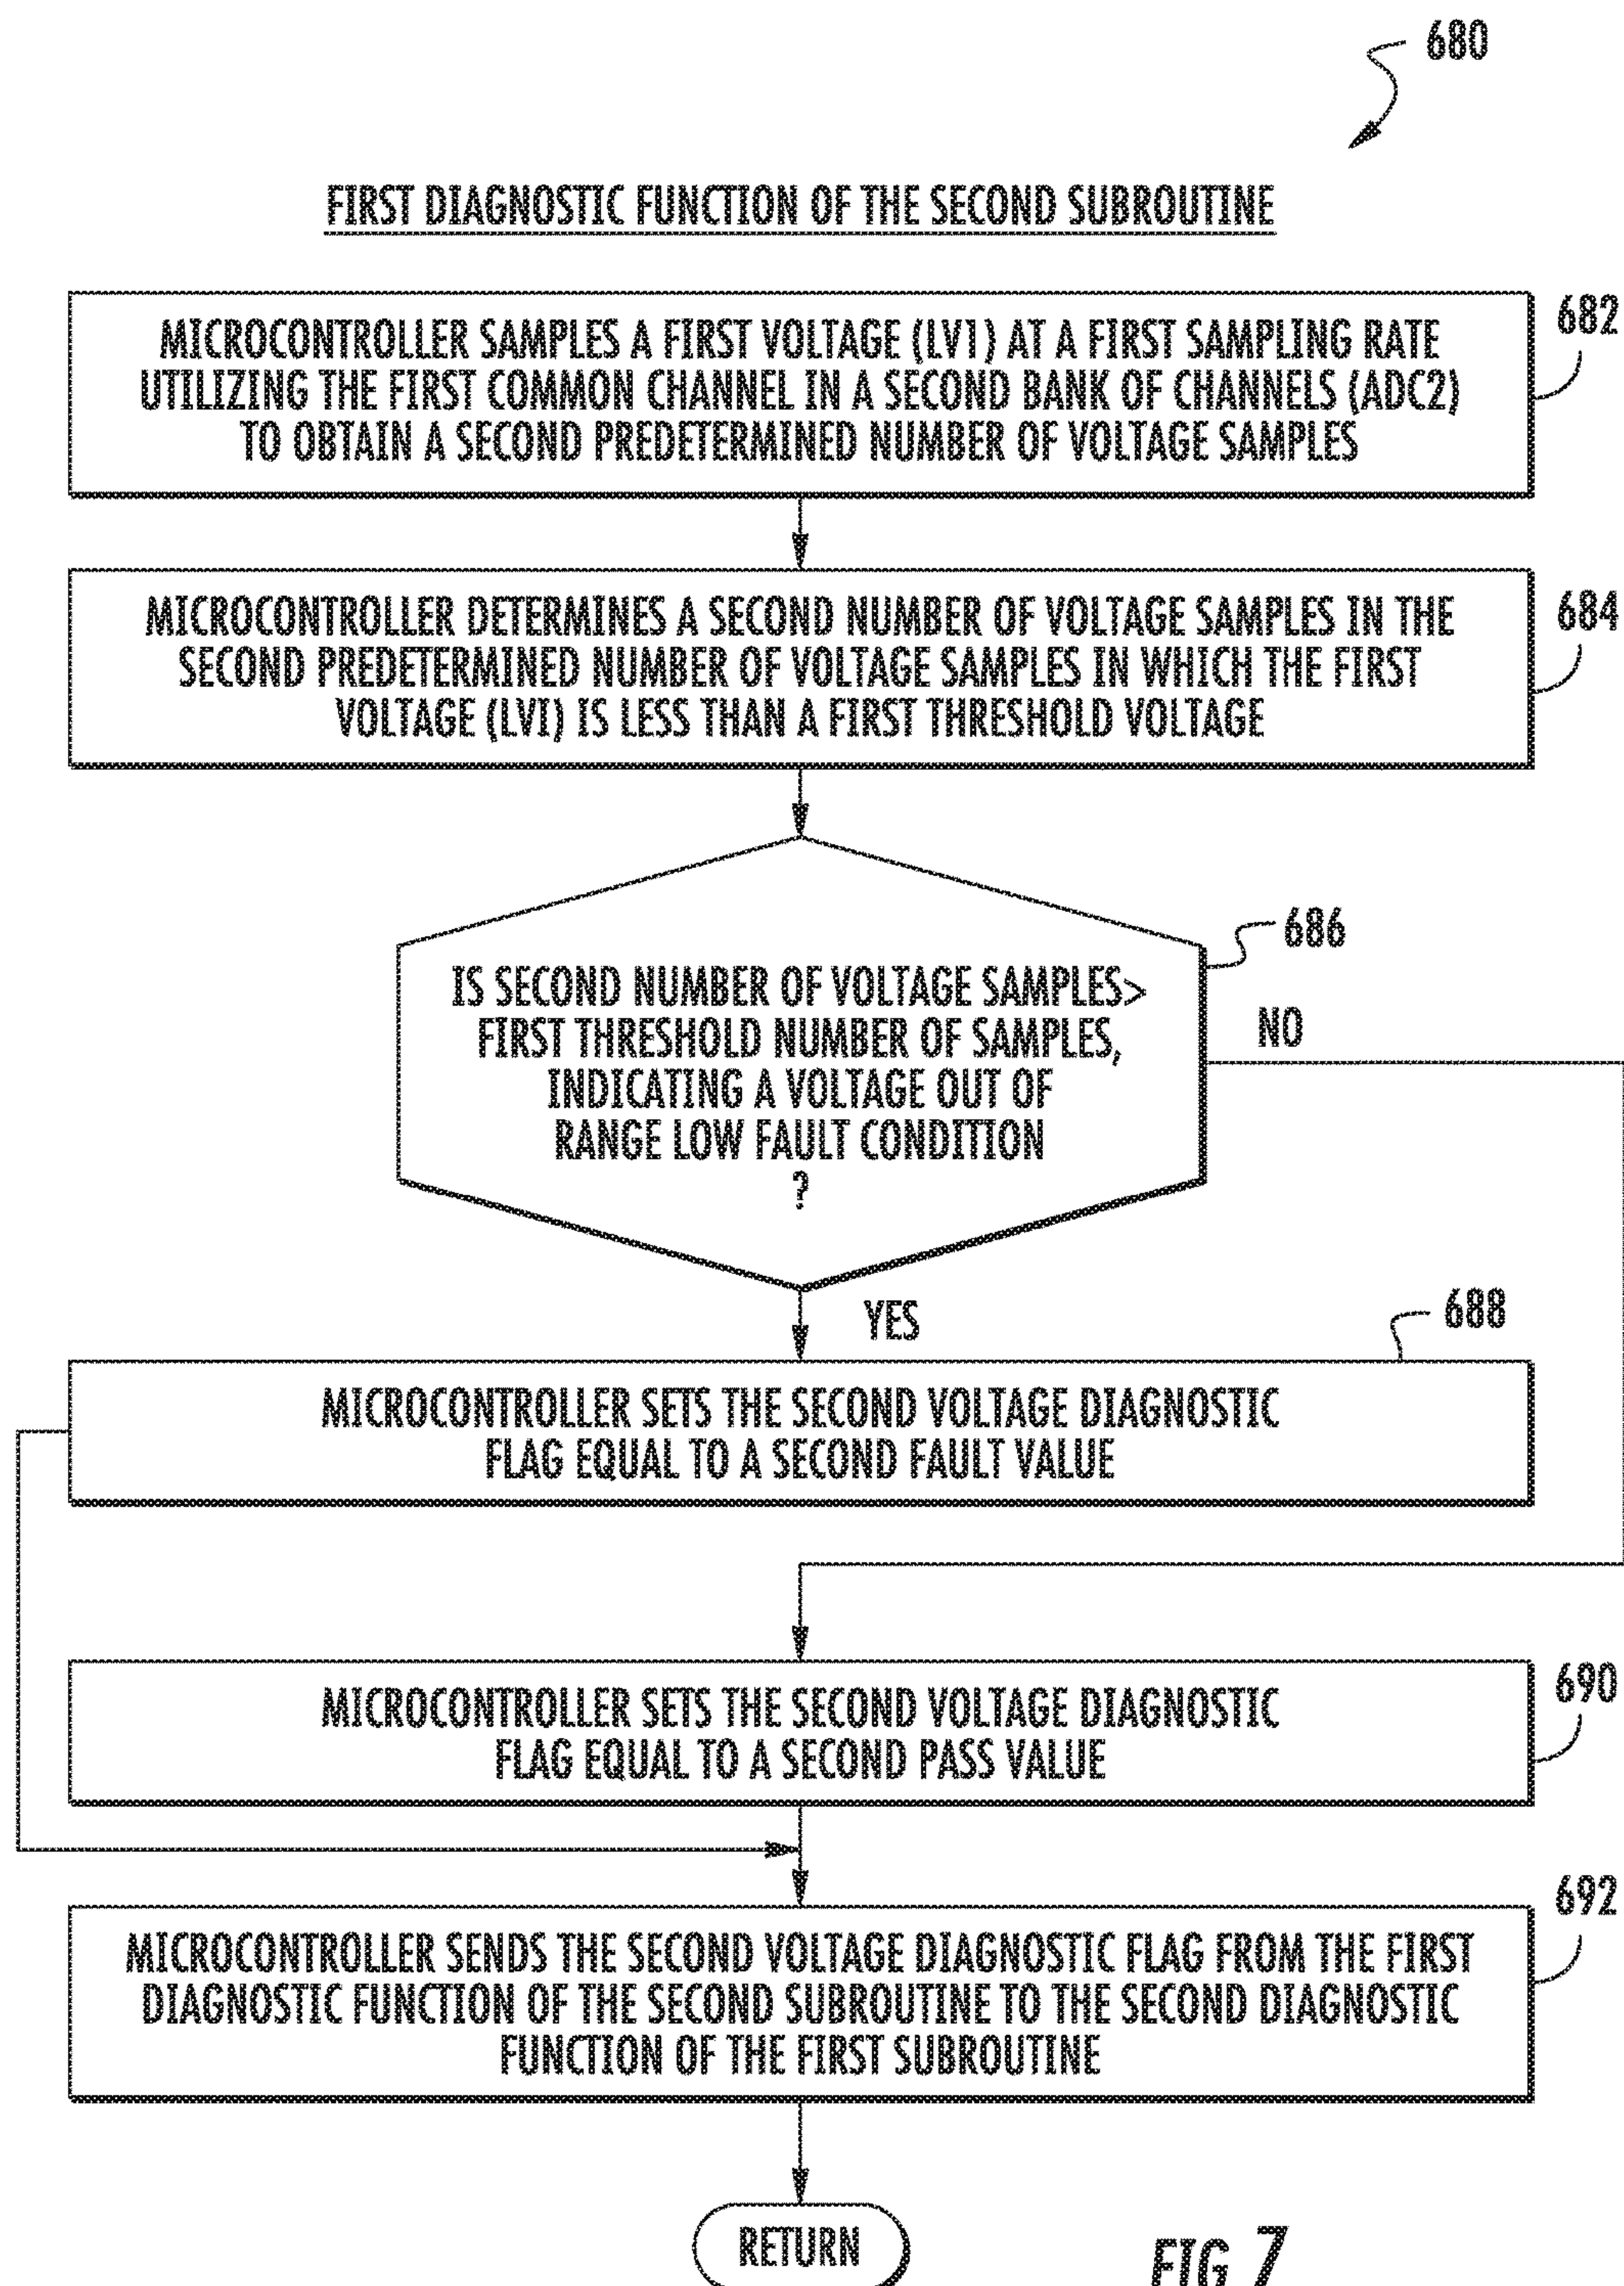 680
FIRST DIAGNOSTIC FUNCTION OF THE SECOND SUBROUTINE
682
MICROCONTROLLER SAMPLES A FIRST VOLTAGE (LV1) AT A FIRST SAMPLING RATE
UTILIZING THE FIRST COMMON CHANNEL IN A SECOND BANK OF CHANNELS (ADC2)
TO OBTAIN A SECOND PREDETERMINED NUMBER OF VOLTAGE SAMPLES
684
MICROCONTROLLER DETERMINES A SECOND NUMBER OF VOLTAGE SAMPLES IN THE
SECOND PREDETERMINED NUMBER OF VOLTAGE SAMPLES IN WHICH THE FIRST
VOLTAGE (LVI) IS LESS THAN A FIRST THRESHOLD VOLTAGE
686
IS SECOND NUMBER OF VOLTAGE SAMPLES>
FIRST THRESHOLD NUMBER OF SAMPLES,
INDICATING A VOLTAGE OUT OF
RANGE LOW FAULT CONDITION
?
NO
YES
688
MICROCONTROLLER SETS THE SECOND VOLTAGE DIAGNOSTIC
FLAG EQUAL TO A SECOND FAULT VALUE
690
MICROCONTROLLER SETS THE SECOND VOLTAGE DIAGNOSTIC
FLAG EQUAL TO A SECOND PASS VALUE
692
MICROCONTROLLER SENDS THE SECOND VOLTAGE DIAGNOSTIC FLAG FROM THE FIRST
DIAGNOSTIC FUNCTION OF THE SECOND SUBROUTINE TO THE SECOND DIAGNOSTIC
FUNCTION OF THE FIRST SUBROUTINE
RETURN
FIG 7